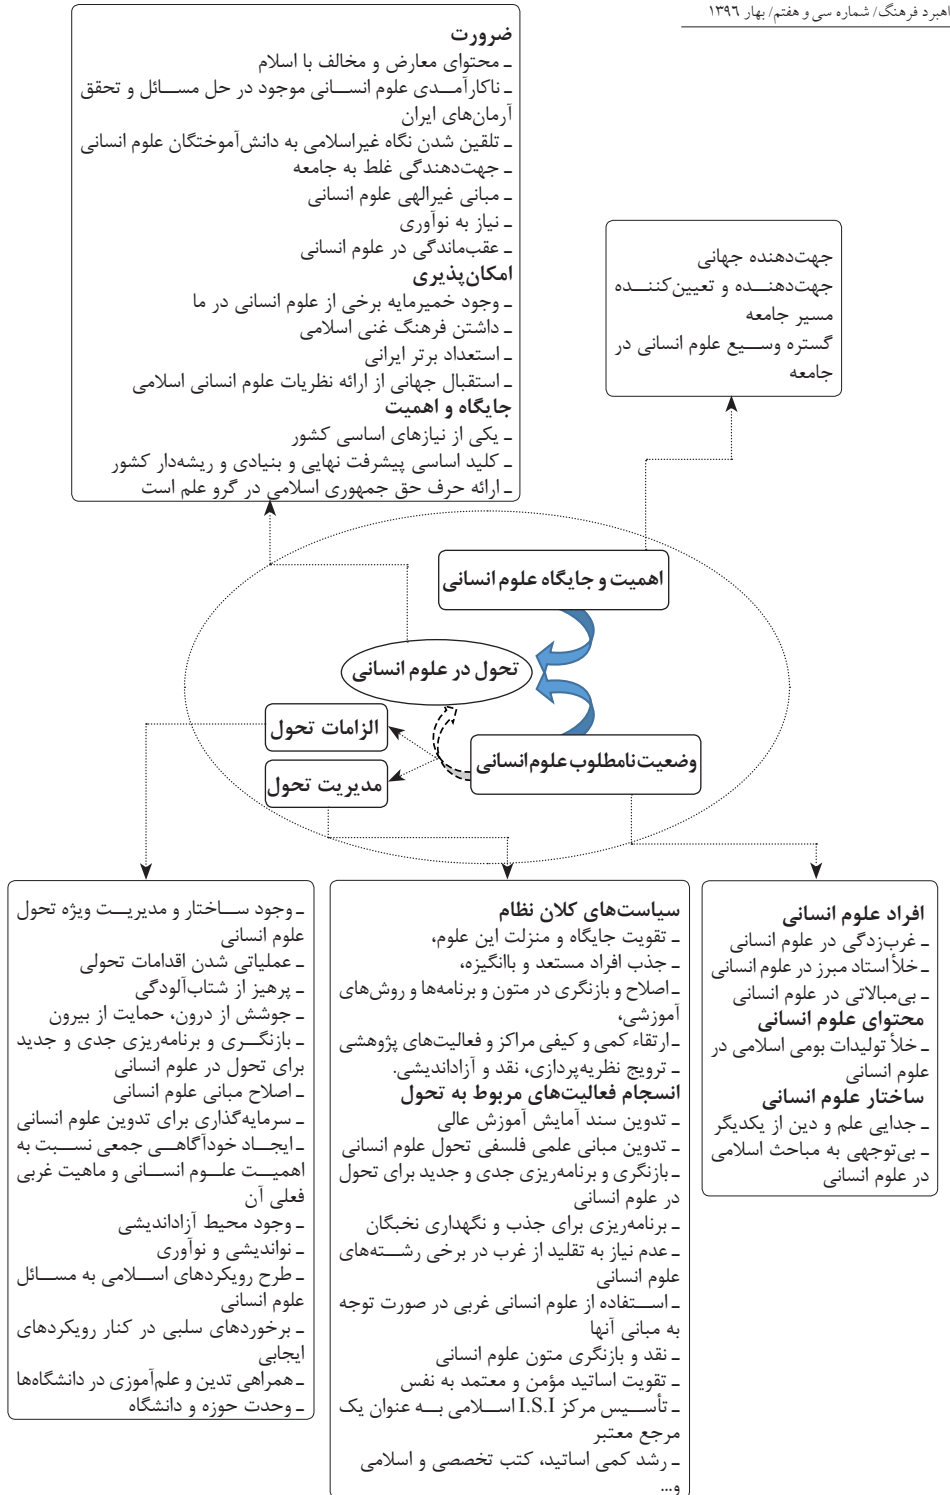 اهبرد فرهنگ/ شماره سی و هفتم/ بهار ۱۳۹۶
ضرورت
ـ محتوای معارض و مخالف با اسلام
ـ ناکارآمدی علوم انسانی موجود در حل مسائل و تحقق
آرمان‌های ایران
ـ تلقین شدن نگاه غیراسلامی به دانش‌آموختگان علوم انسانی
ـ جهت‌دهندگی غلط به جامعه
ـ مبانی غیرالهی علوم انسانی
ـ نیاز به نوآوری
ـ عقب‌ماندگی در علوم انسانی
امکان‌پذیری
ـ وجود خمیرمایه برخی از علوم انسانی در ما
ـ داشتن فرهنگ غنی اسلامی
ـ استعداد برتر ایرانی
ـ استقبال جهانی از ارائه نظریات علوم انسانی اسلامی
جایگاه و اهمیت
ـ یکی از نیازهای اساسی کشور
ـ کلید اساسی پیشرفت نهایی و بنیادی و ریشه‌دار کشور
ـ ارائه حرف حق جمهوری اسلامی در گرو علم است
جهت‌دهنده جهانی
جهت‌دهنده و تعیین‌کننده
مسیر جامعه
گستره وسیع علوم انسانی در
جامعه
اهمیت و جایگاه علوم انسانی
تحول در علوم انسانی
الزامات تحول
وضعیت نامطلوب علوم انسانی
مدیریت تحول
افراد علوم انسانی
ـ غرب‌زدگی در علوم انسانی
ـ خلأ استاد مبرز در علوم انسانی
ـ بی‌مبالاتی در علوم انسانی
محتوای علوم انسانی
ـ خلأ تولیدات بومی اسلامی در
علوم انسانی
ساختار علوم انسانی
ـ جدایی علم و دین از یکدیگر
ـ بی‌توجهی به مباحث اسلامی
در علوم انسانی
سیاست‌های کلان نظام
ـ تقویت جایگاه و منزلت این علوم،
ـ جذب افراد مستعد و باانگیزه،
ـ اصلاح و بازنگری در متون و برنامه‌ها و روش‌های
آموزشی،
ـ ارتقاء کمی و کیفی مراکز و فعالیت‌های پژوهشی
ـ ترویج نظریه‌پردازی، نقد و آزاداندیشی.
انسجام فعالیت‌های مربوط به تحول
ـ تدوین سند آمایش آموزش عالی
ـ تدوین مبانی علمی فلسفی تحول علوم انسانی
ـ بازنگری و برنامه‌ریزی جدی و جدید برای تحول
در علوم انسانی
ـ برنامه‌ریزی برای جذب و نگهداری نخبگان
ـ عدم نیاز به تقلید از غرب در برخی رشته‌های
علوم انسانی
ـ استفاده از علوم انسانی غربی در صورت توجه
به مبانی آنها
ـ نقد و بازنگری متون علوم انسانی
ـ تقویت اساتید مؤمن و معتمد به نفس
ـ تأسیس مرکز I.S.I اسلامی به عنوان یک
مرجع معتبر
ـ رشد کمی اساتید، کتب تخصصی و اسلامی
و...
ـ وجود ساختار و مدیریت ویژه تحول
علوم انسانی
ـ عملیاتی شدن اقدامات تحولی
ـ پرهیز از شتاب‌آلودگی
ـ جوشش از درون، حمایت از بیرون
ـ بازنگری و برنامه‌ریزی جدی و جدید
برای تحول در علوم انسانی
ـ اصلاح مبانی علوم انسانی
ـ سرمایه‌گذاری برای تدوین علوم انسانی
ـ ایجاد خودآگاهی جمعی نسبت به
اهمیت علوم انسانی و ماهیت غربی
فعلی آن
ـ وجود محیط آزاداندیشی
ـ نواندیشی و نوآوری
ـ طرح رویکردهای اسلامی به مسائل
علوم انسانی
ـ برخوردهای سلبی در کنار رویکردهای
ایجابی
ـ همراهی تدین و علم‌آموزی در دانشگاه‌ها
ـ وحدت حوزه و دانشگاه